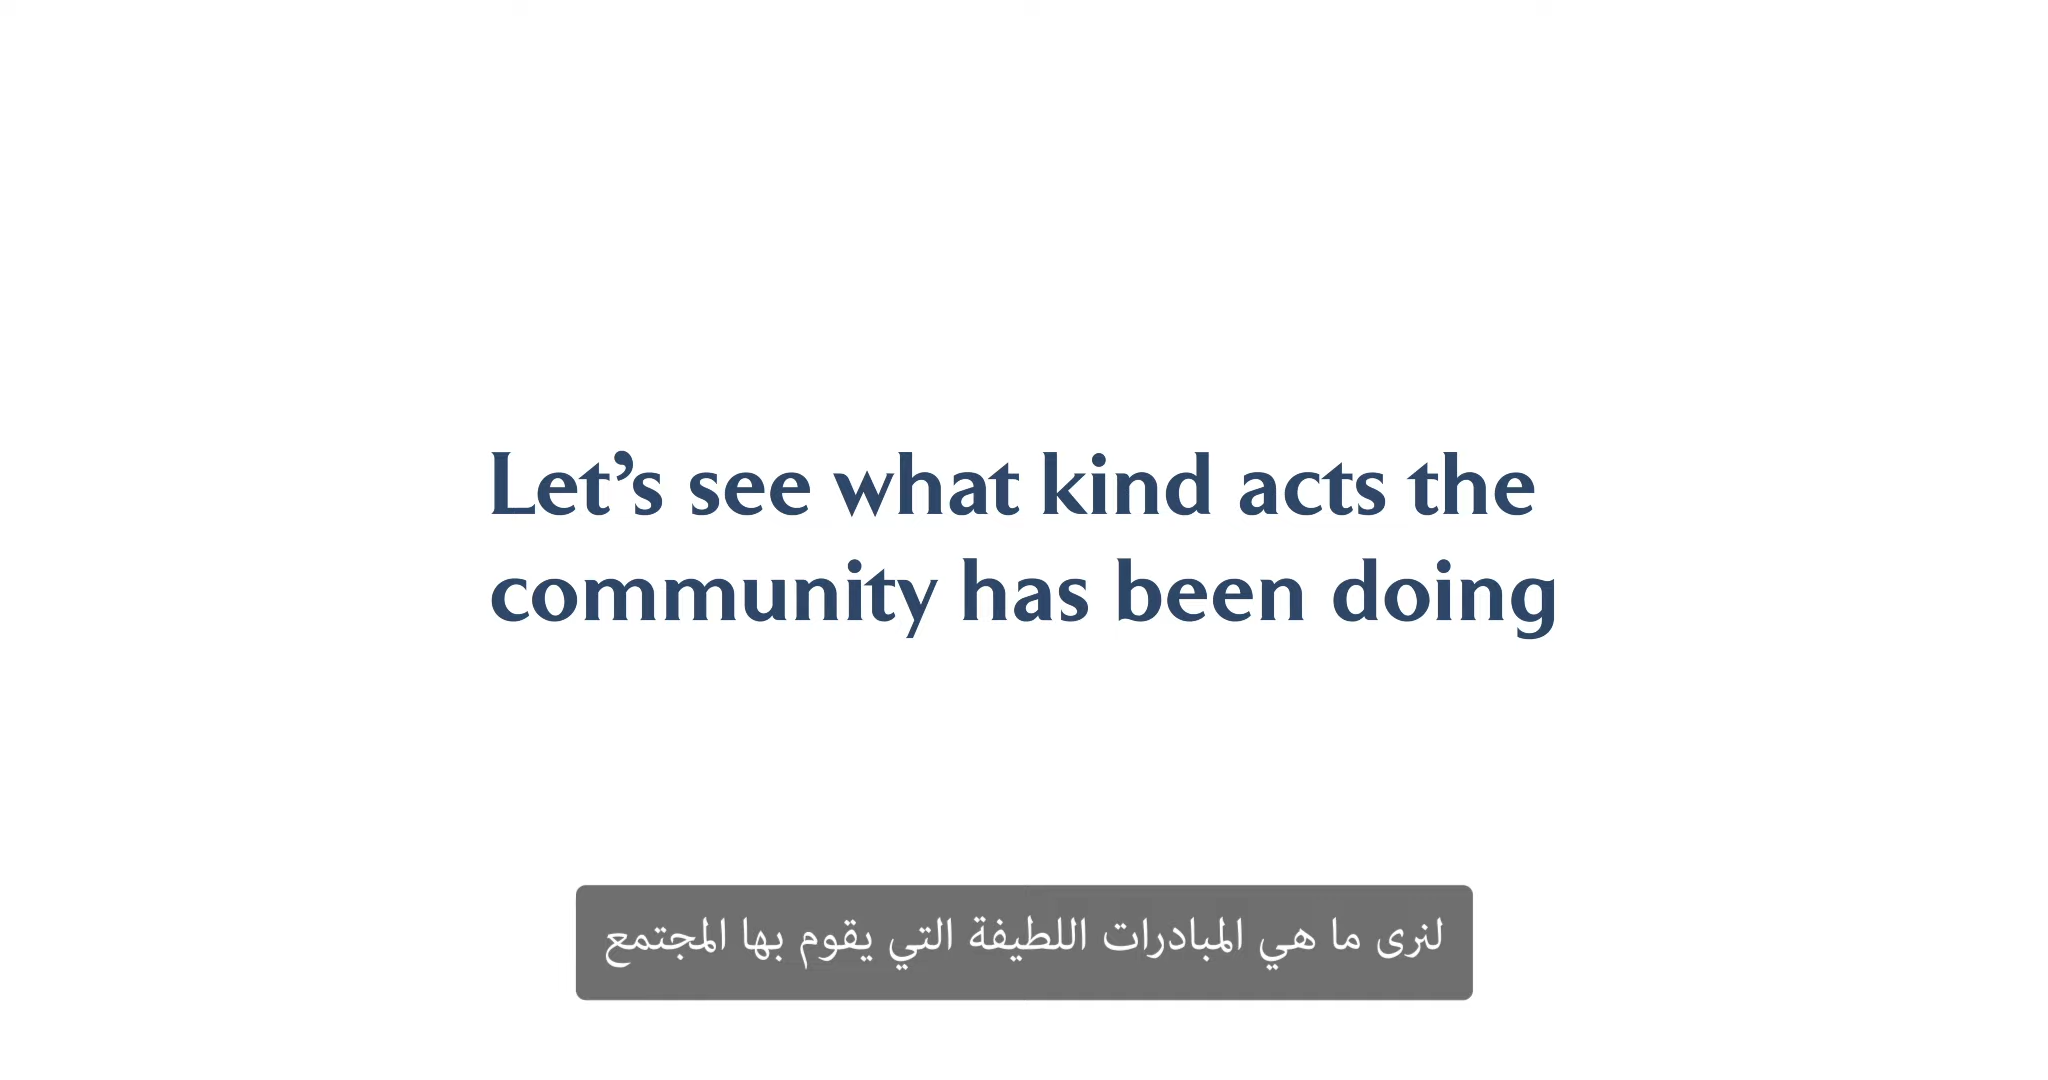 Let’s see what kind acts the
community has been doing
لنرى ما هي المبادرات اللطيفة التي يقوم بها المجتمع